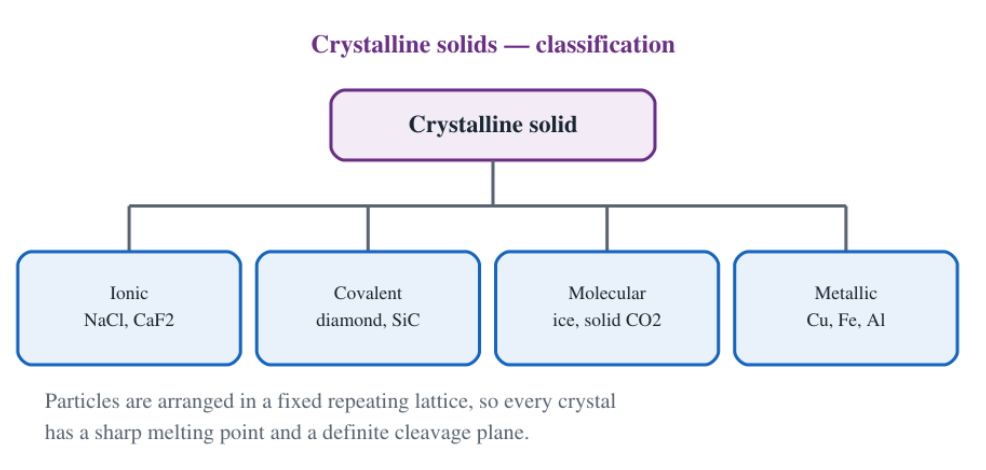 Crystalline solids — classification
Crystalline solid
Ionic
NaCl, CaF2
Covalent
diamond, SiC
Molecular
ice, solid CO2
Metallic
Cu, Fe, Al
Particles are arranged in a fixed repeating lattice, so every crystal
has a sharp melting point and a definite cleavage plane.